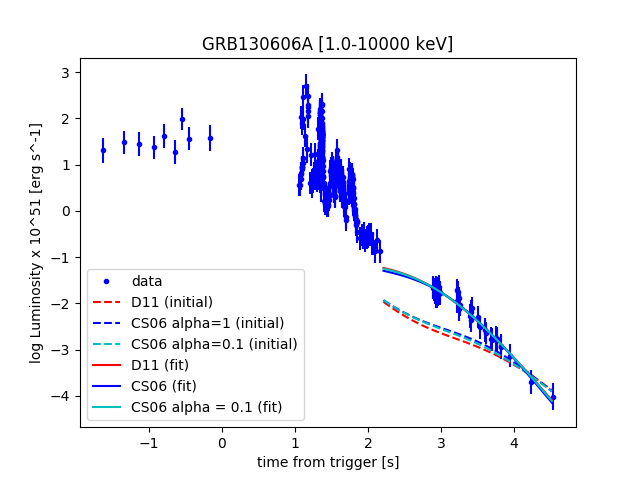 GRB130606A [1.0-10000 keV]
log Luminosity x 10^51 [erg s^-1]
3
2
1
0
−1
−2
−3
−4
data
D11 (initial)
CS06 alpha=1 (initial)
CS06 alpha=0.1 (initial)
D11 (fit)
CS06 (fit)
CS06 alpha = 0.1 (fit)
−1 0 1 2 3 4
time from trigger [s]